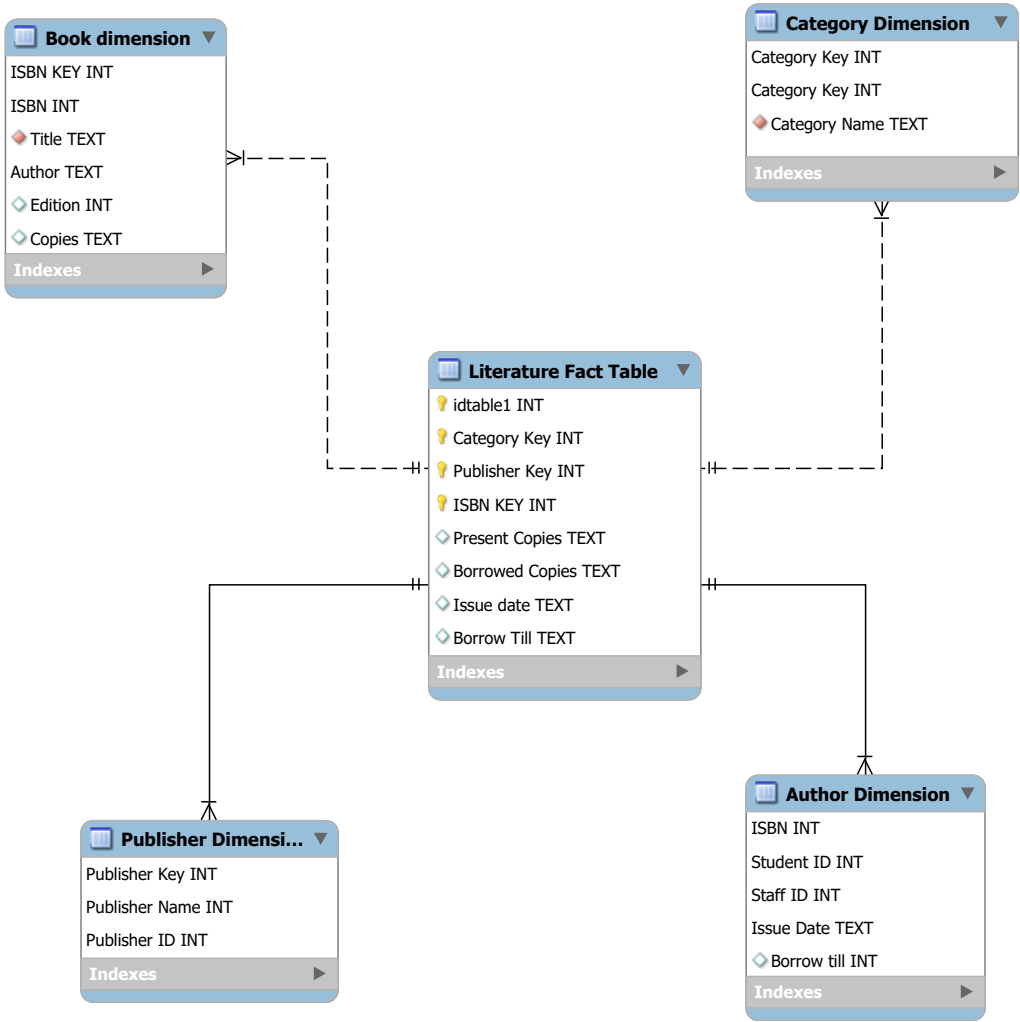 Book dimension
ISBN KEY INT
ISBN INT
Title TEXT
Author TEXT
Edition INT
Copies TEXT
Indexes
Category Dimension
Category Key INT
Category Key INT
Category Name TEXT
Indexes
Literature Fact Table
idtable1 INT
Category Key INT
Publisher Key INT
ISBN KEY INT
Present Copies TEXT
Borrowed Copies TEXT
Issue date TEXT
Borrow Till TEXT
Indexes
Publisher Dimensi...
Publisher Key INT
Publisher Name INT
Publisher ID INT
Indexes
Author Dimension
ISBN INT
Student ID INT
Staff ID INT
Issue Date TEXT
Borrow till INT
Indexes